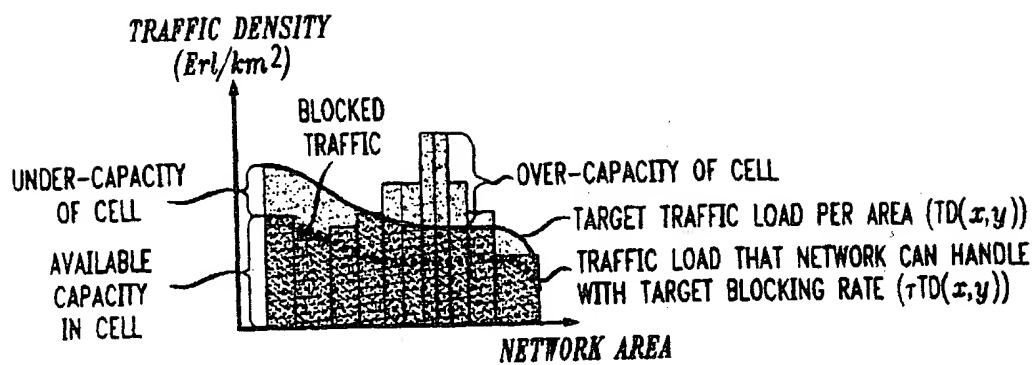 TRAFFIC DENSITY
(Erl/km²)
BLOCKED
TRAFFIC
UNDER-CAPACITY
OF CELL
OVER-CAPACITY OF CELL
TARGET TRAFFIC LOAD PER AREA (TD(x,y))
AVAILABLE
CAPACITY
IN CELL
TRAFFIC LOAD THAT NETWORK CAN HANDLE
WITH TARGET BLOCKING RATE (τTD(x,y))
NETWORK AREA